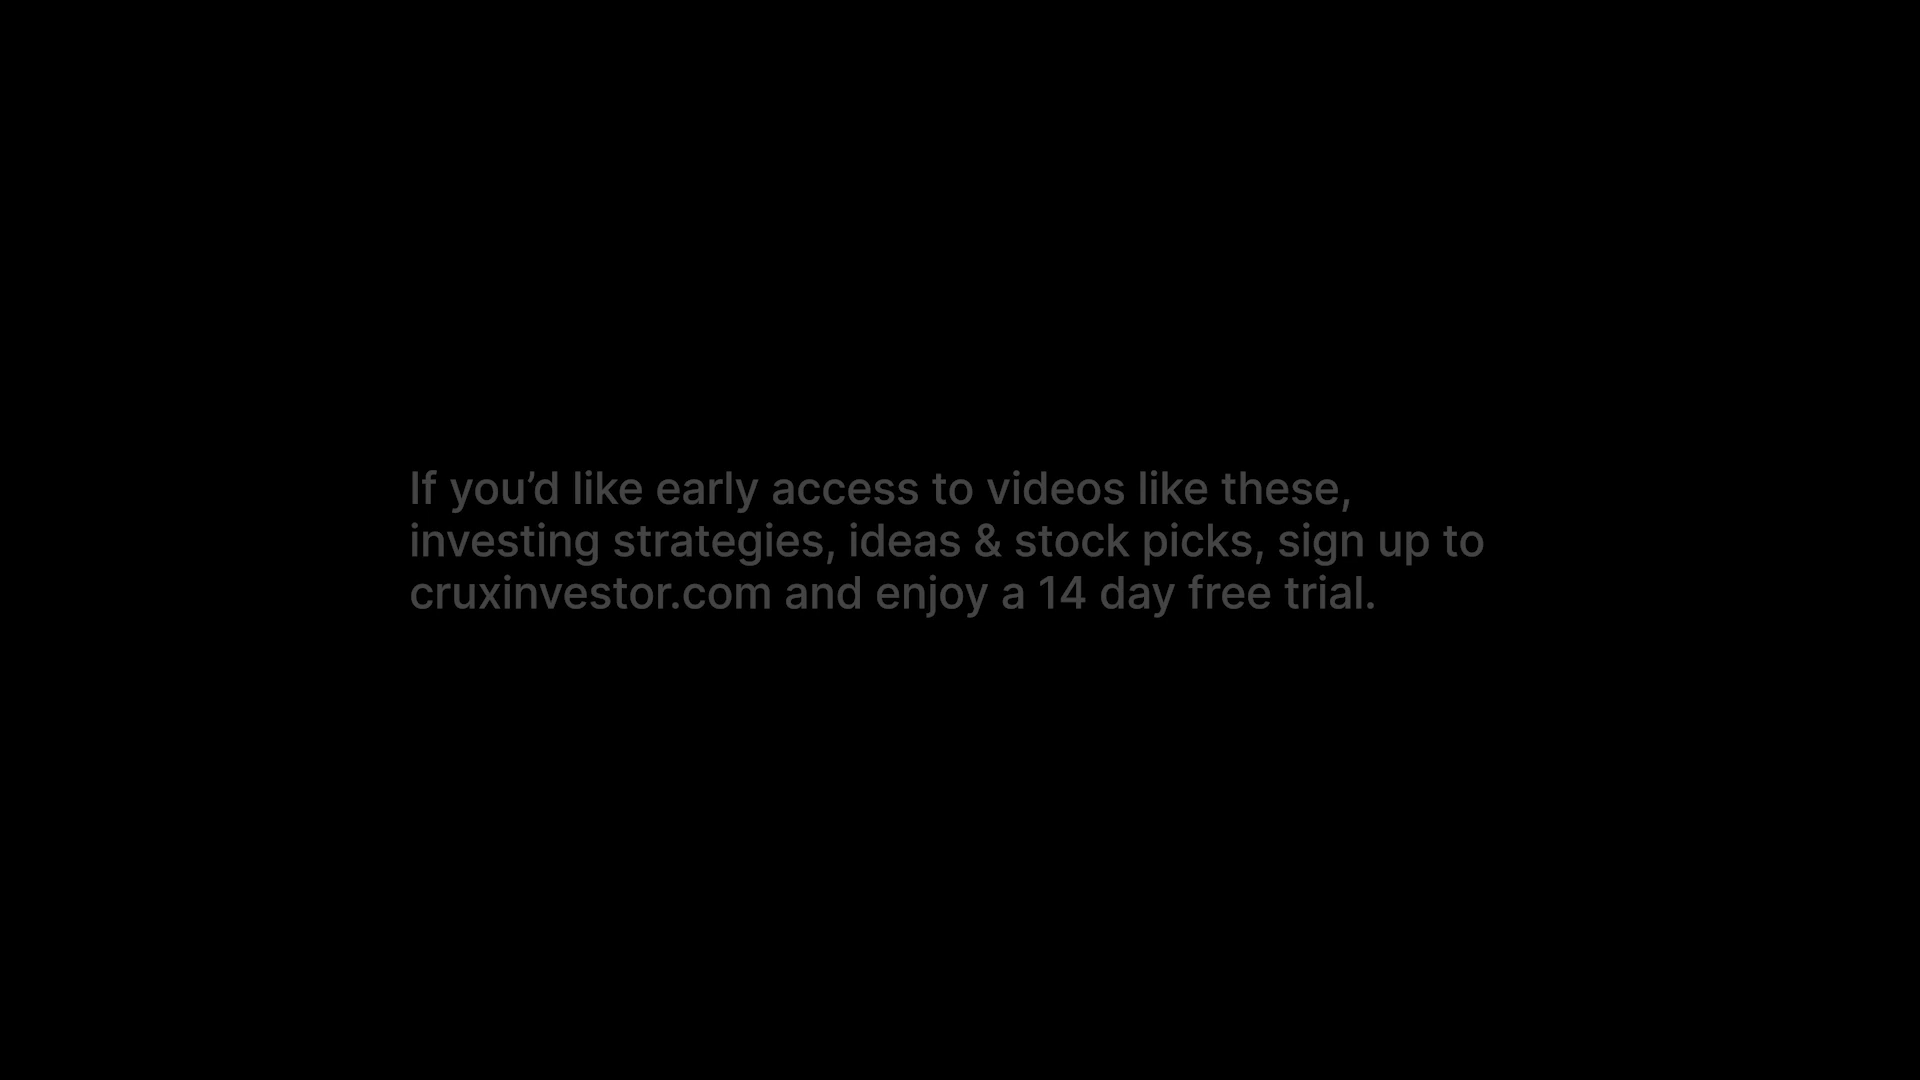 If you’d like early access to videos like these,
investing strategies, ideas & stock picks, sign up to
cruxinvestor.com and enjoy a 14 day free trial.